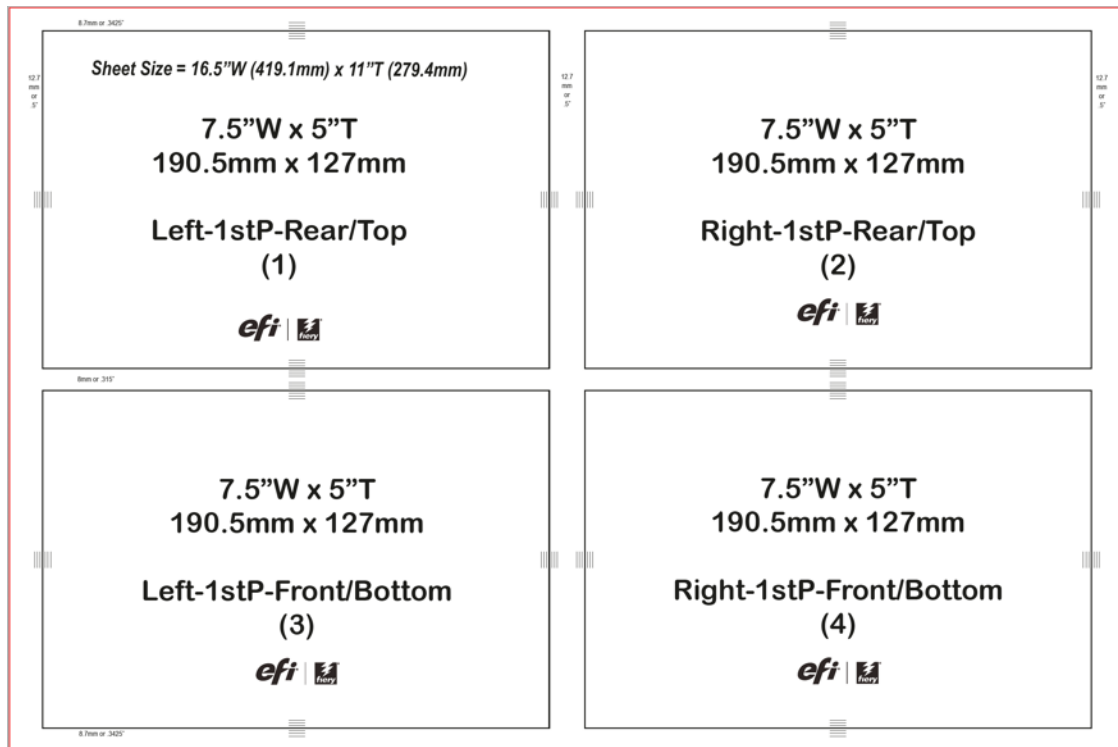 8.7mm or .3425"
Sheet Size = 16.5”W (419.1mm) x 11”T (279.4mm)
12.7
mm
or
.5"
12.7
mm
or
.5"
12.7
mm
or
.5"
7.5”W x 5”T
190.5mm x 127mm
Left-1stP-Rear/Top
(1)
efi fiery
7.5”W x 5”T
190.5mm x 127mm
Right-1stP-Rear/Top
(2)
efi fiery
8mm or .315"
7.5”W x 5”T
190.5mm x 127mm
Left-1stP-Front/Bottom
(3)
efi fiery
7.5”W x 5”T
190.5mm x 127mm
Right-1stP-Front/Bottom
(4)
efi fiery
8.7mm or .3425"